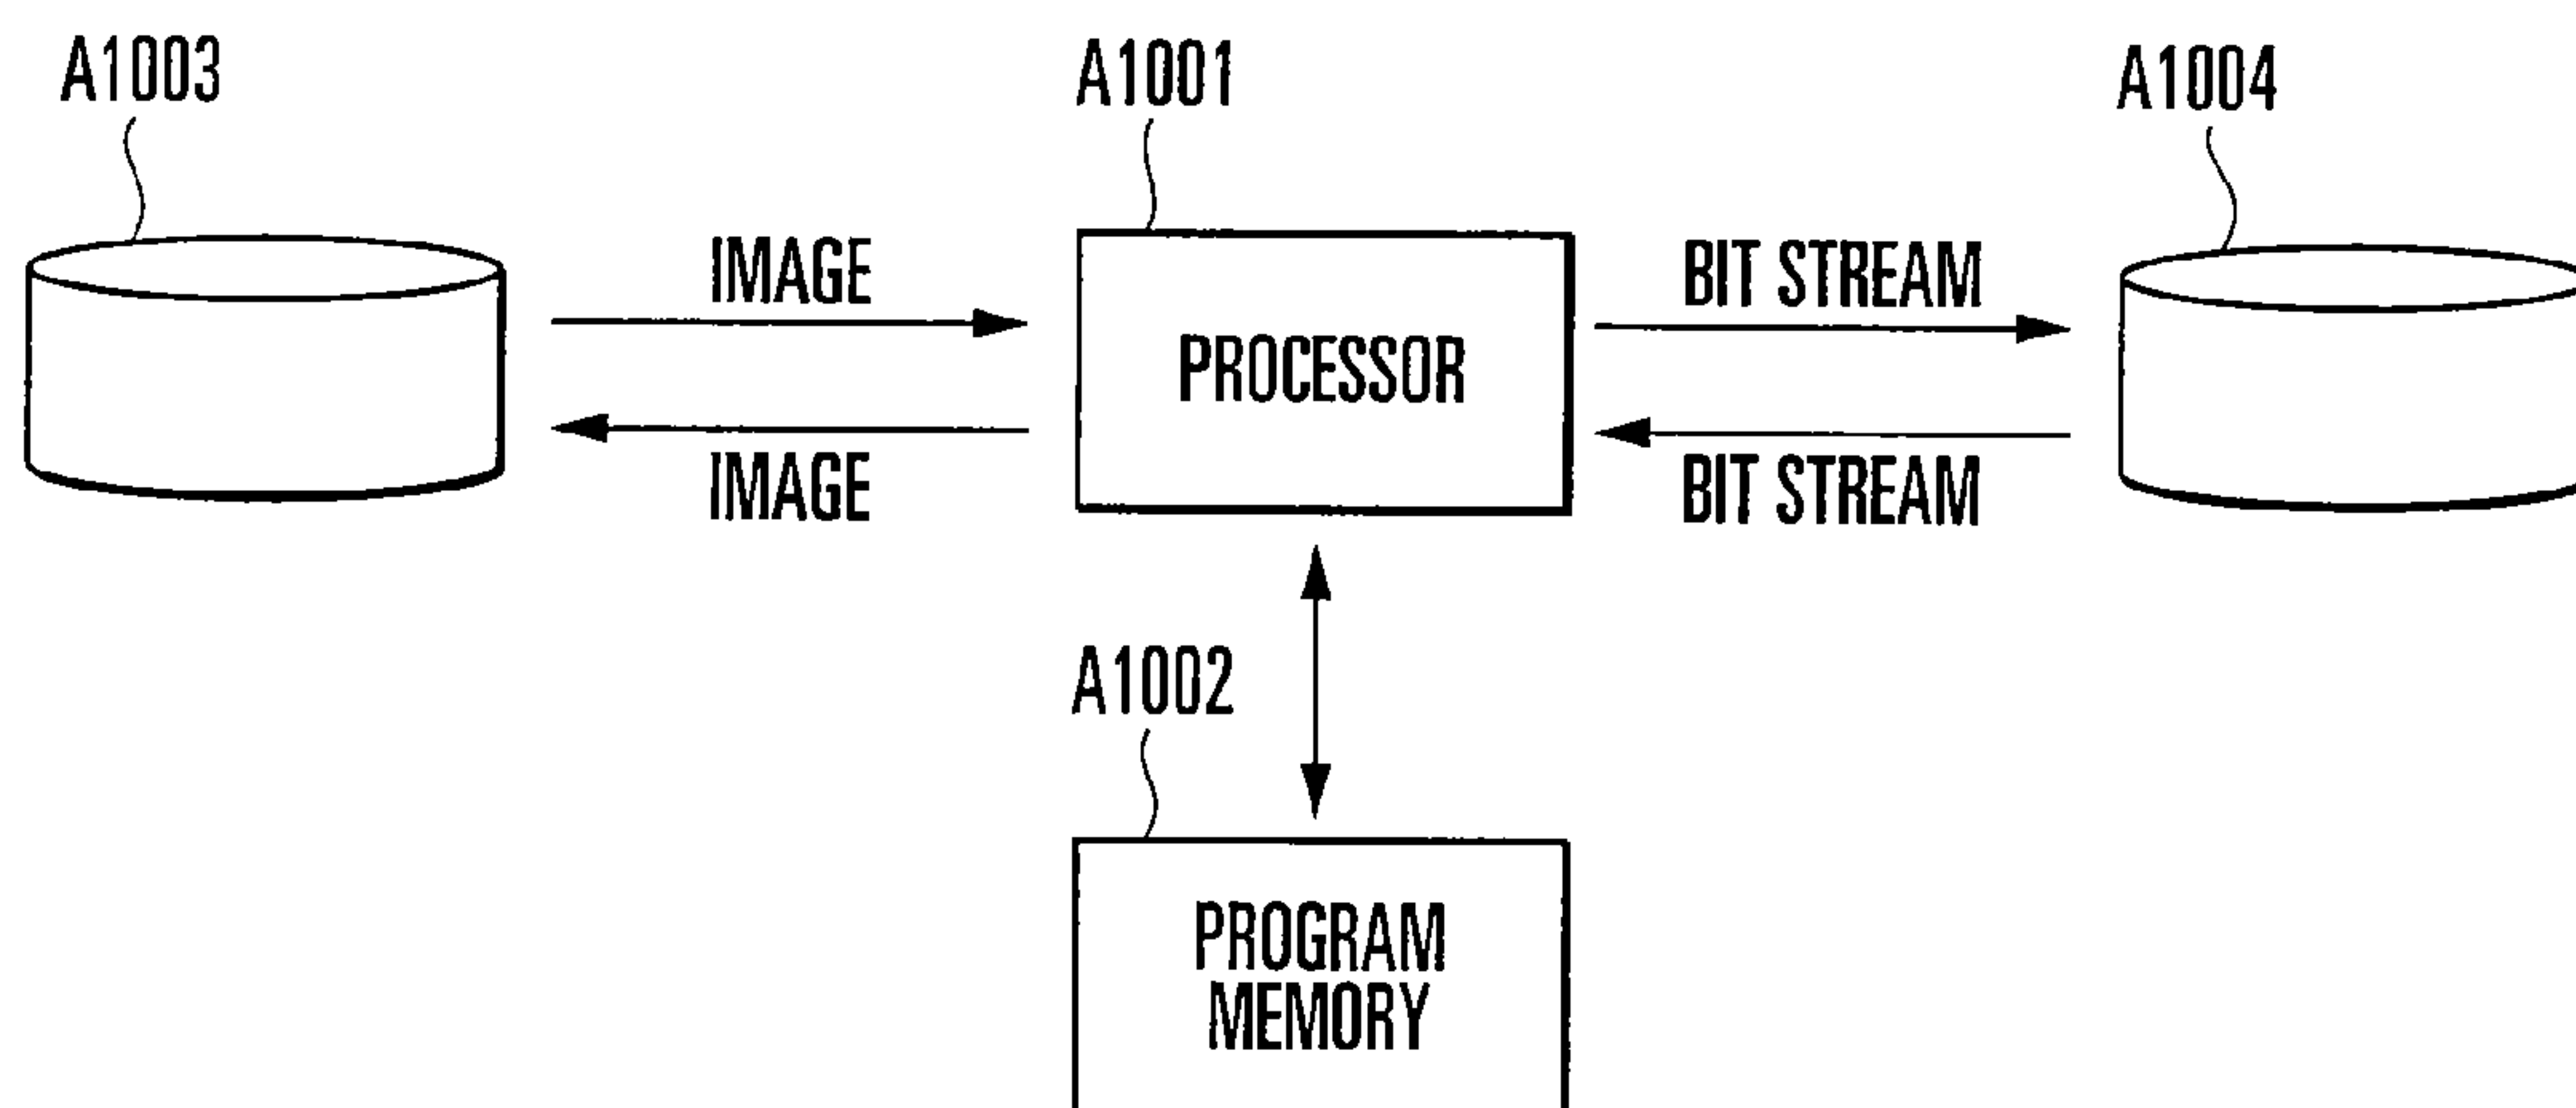 A1003
A1001
A1004
IMAGE
BIT STREAM
PROCESSOR
IMAGE
BIT STREAM
A1002
PROGRAM
MEMORY